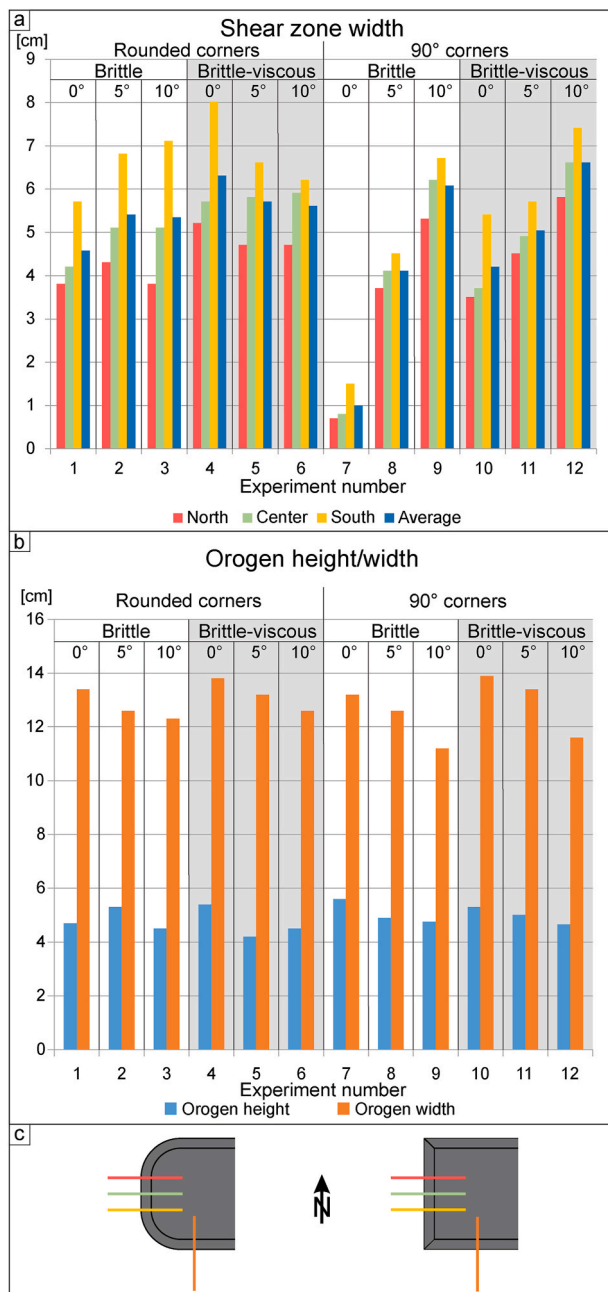 a
Shear zone width
[cm]
Rounded corners 90° corners
Brittle Brittle-viscous Brittle Brittle-viscous
0° 5° 10° 0° 5° 10° 0° 5° 10° 0° 5° 10°
9
8
7
6
5
4
3
2
1
0
1 2 3 4 5 6 7 8 9 10 11 12
Experiment number
North Center South Average
b
Orogen height/width
[cm]
Rounded corners 90° corners
Brittle Brittle-viscous Brittle Brittle-viscous
0° 5° 10° 0° 5° 10° 0° 5° 10° 0° 5° 10°
16
14
12
10
8
6
4
2
0
1 2 3 4 5 6 7 8 9 10 11 12
Experiment number
Orogen height Orogen width
c
N